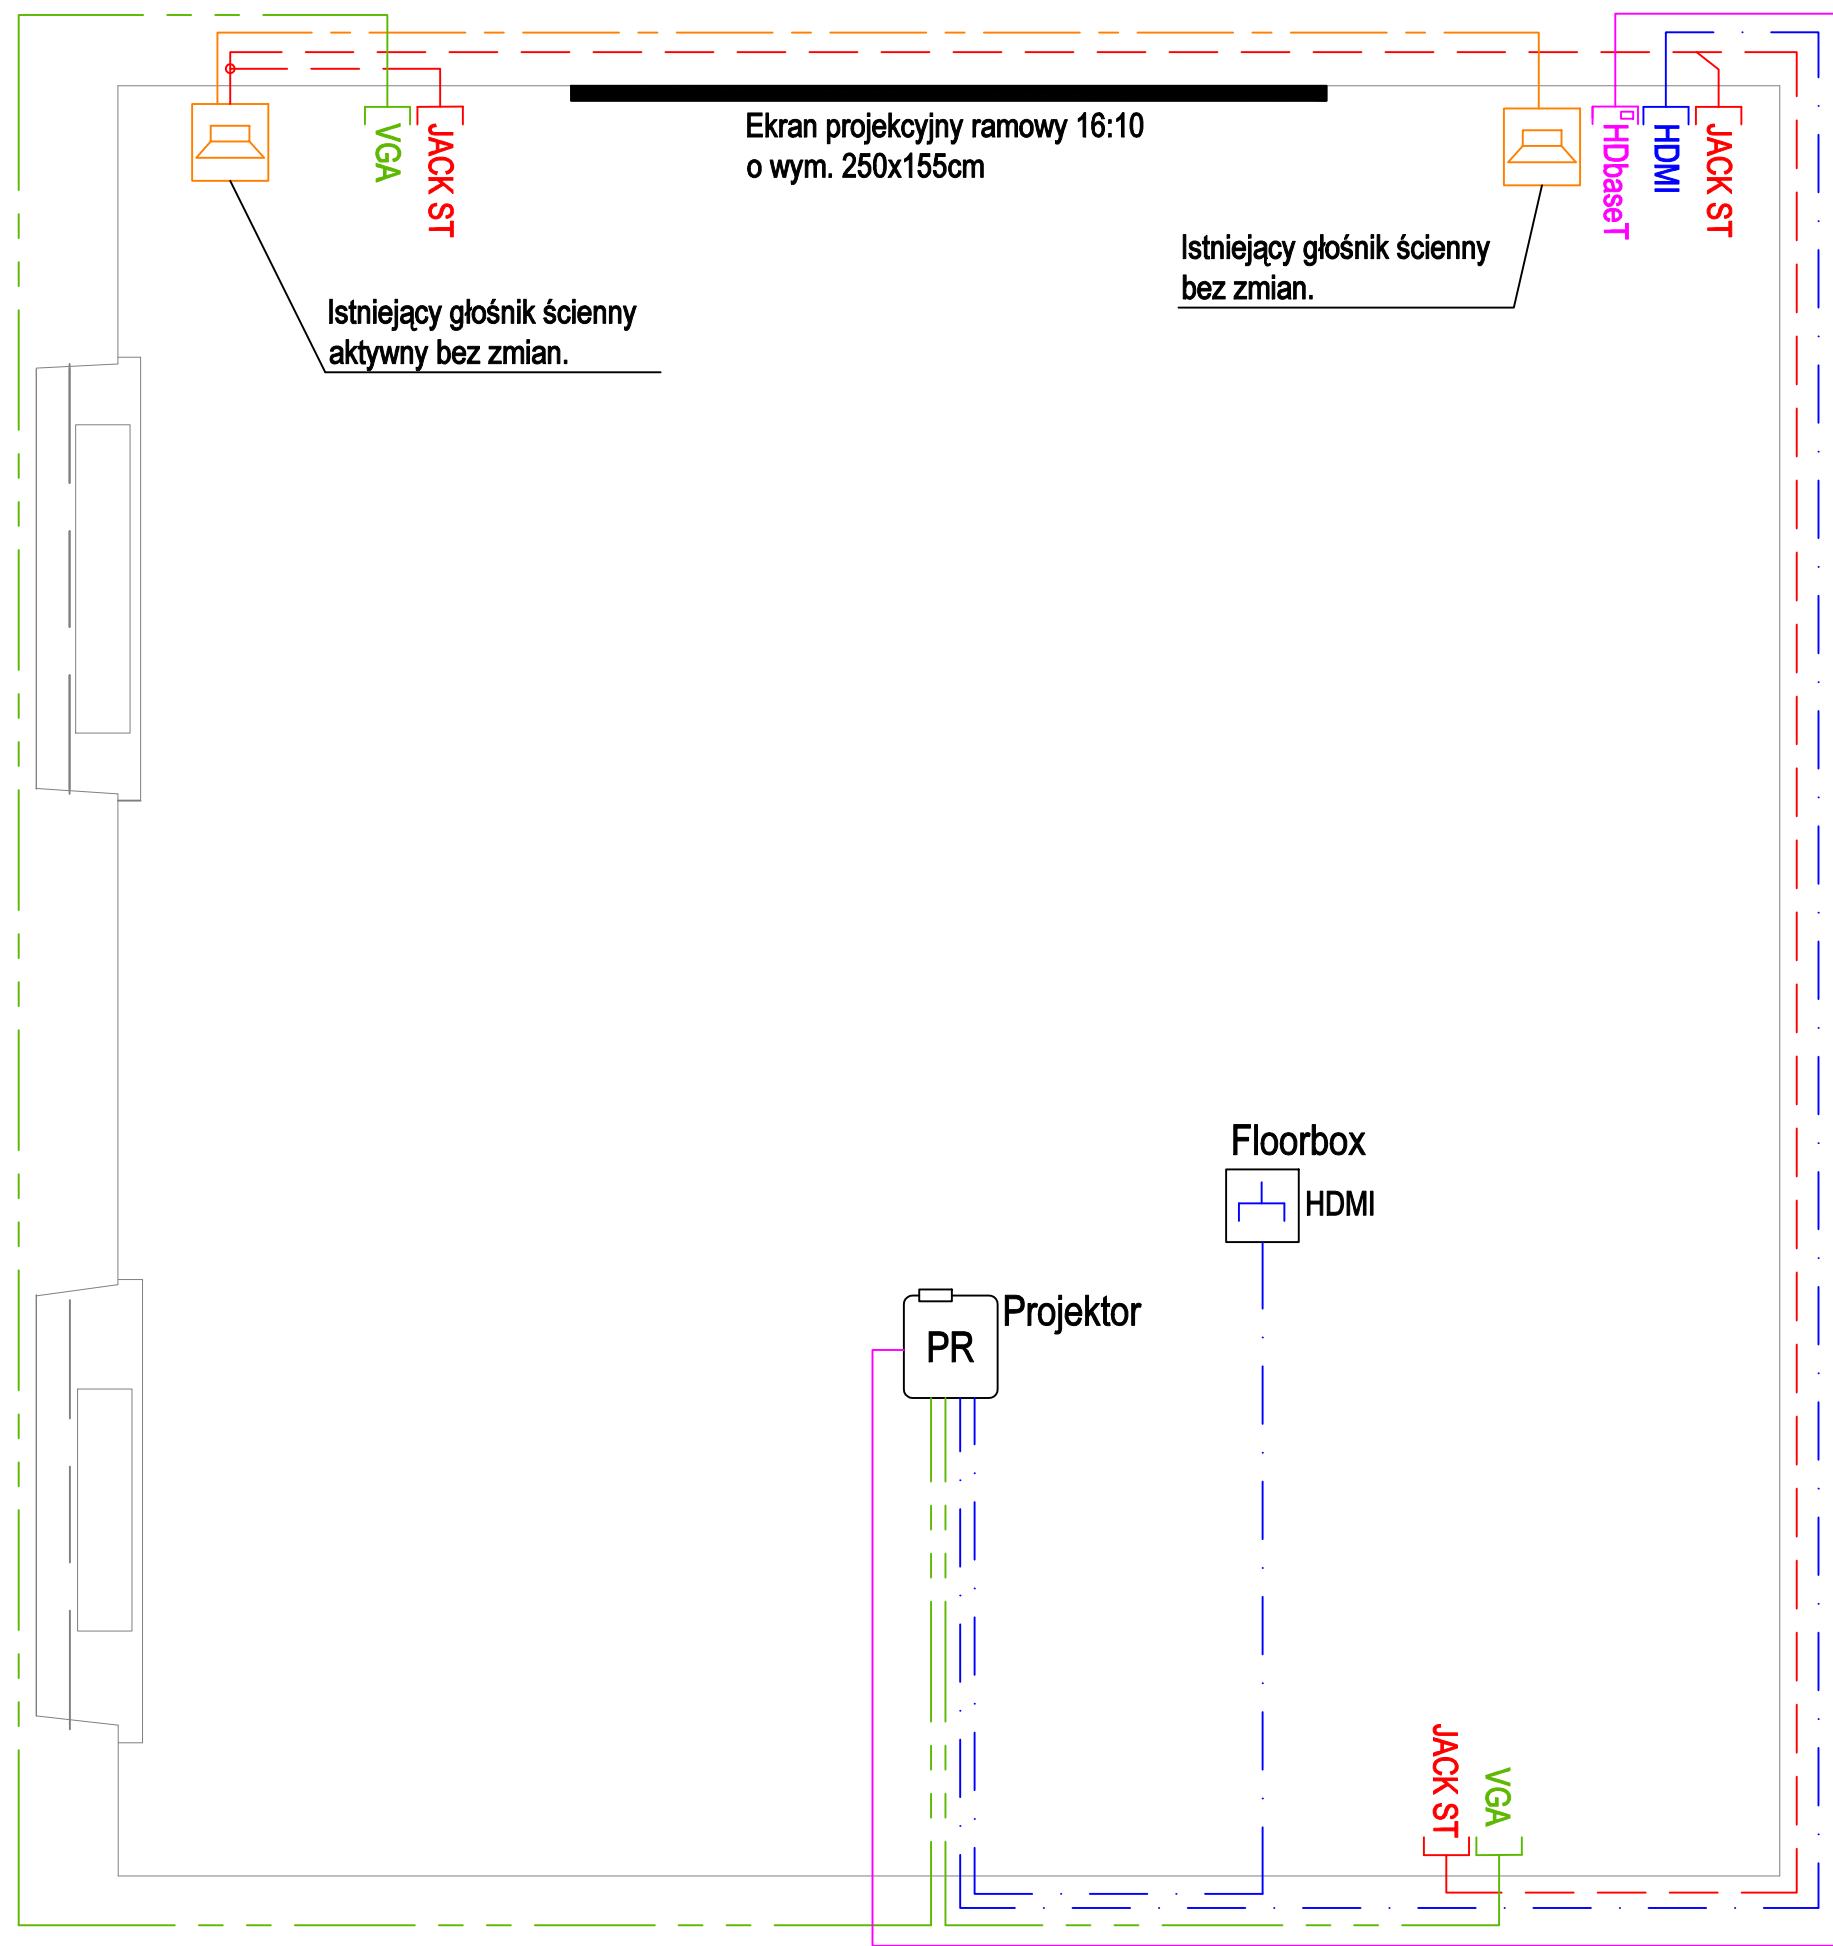 VGA
JACK ST
Ekran projekcyjny ramowy 16:10
o wym. 250x155cm
HDbaseT
HDMI
JACK ST
Istniejący głośnik ścienny
bez zmian.
Istniejący głośnik ścienny
aktywny bez zmian.
Floorbox
HDMI
Projektor
PR
JACK ST
VGA